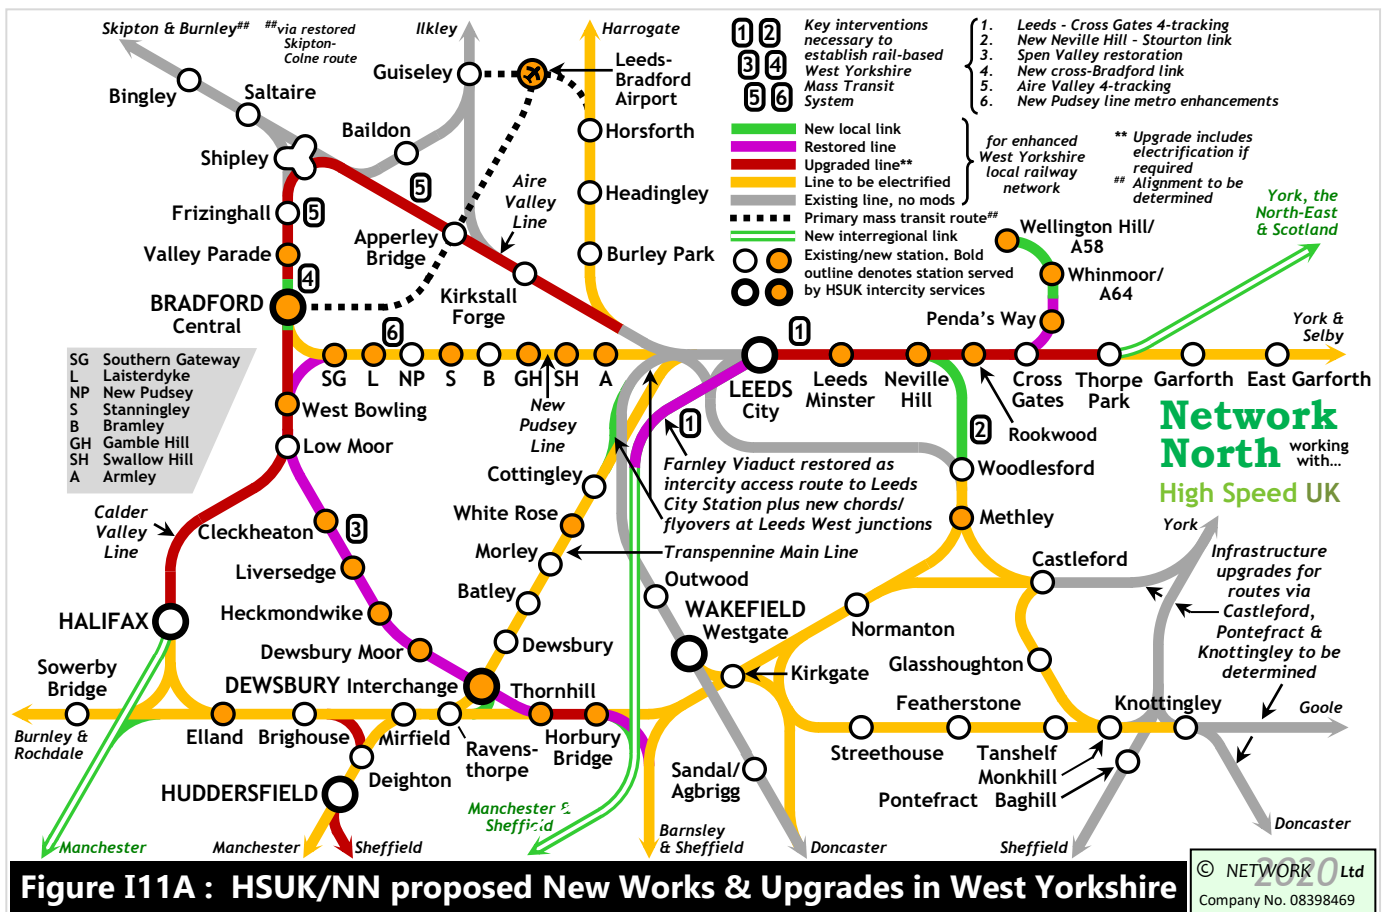 Skipton & Burnley##
##via restored
Skipton-
Colne route
Ilkley
Harrogate
1 2
3 4
5 6
Key interventions
necessary to
establish rail-based
West Yorkshire
Mass Transit
System
1. Leeds - Cross Gates 4-tracking
2. New Neville Hill - Stourton link
3. Spen Valley restoration
4. New cross-Bradford link
5. Aire Valley 4-tracking
6. New Pudsey line metro enhancements
New local link
Restored line
Upgraded line**
Line to be electrified
Existing line, no mods
Primary mass transit route##
New interregional link
Existing/new station. Bold
outline denotes station served
by HSUK intercity services
for enhanced
West Yorkshire
local railway
network
** Upgrade includes
electrification if
required
## Alignment to be
determined
Bingley
Saltaire
Shipley
Baildon
Guiseley
Leeds-
Bradford
Airport
Horsforth
Headingley
Burley Park
5
Aire
Valley
Line
Frizinghall
5
Valley Parade
4
BRADFORD
Central
Apperley
Bridge
Kirkstall
Forge
6
SG
L
NP
S
B
GH
SH
A
New
Pudsey
Line
SG Southern Gateway
L Laisterdyke
NP New Pudsey
S Stanningley
B Bramley
GH Gamble Hill
SH Swallow Hill
A Armley
York, the
North-East
& Scotland
Wellington Hill/
A58
Whinmoor/
A64
Penda's Way
York &
Selby
1
LEEDS
City
Leeds
Minster
Neville
Hill
Rookwood
Cross
Gates
Thorpe
Park
Garforth
East Garforth
Network
North working
with...
High Speed UK
West Bowling
Low Moor
1
2
Farnley Viaduct restored as
intercity access route to Leeds
City Station plus new chords/
flyovers at Leeds West junctions
Woodlesford
Methley
Calder
Valley
Line
Cleckheaton
3
Liversedge
Heckmondwike
Dewsbury Moor
Cottingley
White Rose
Morley
Transpennine Main Line
Batley
Dewsbury
Outwood
WAKEFIELD
Westgate
Castleford
York
Infrastructure
upgrades for
routes via
Castleford,
Pontefract &
Knottingley to be
determined
Normanton
Glasshoughton
Kirkgate
HALIFAX
Sowerby
Bridge
DEWSBURY Interchange
Thornhill
Featherstone
Knottingley
Goole
Burnley &
Rochdale
Elland
Brighouse
Mirfield
Ravens-
thorpe
Horbury
Bridge
Streethouse
Tanshelf
Monkhill
Pontefract Baghill
Deighton
HUDDERSFIELD
Sandal/
Agbrigg
Manchester &
Sheffield
Barnsley
& Sheffield
Doncaster
Manchester
Manchester
Sheffield
Doncaster
Sheffield
Figure I11A : HSUK/NN proposed New Works & Upgrades in West Yorkshire
© NETWORK 2020 Ltd
Company No. 08398469